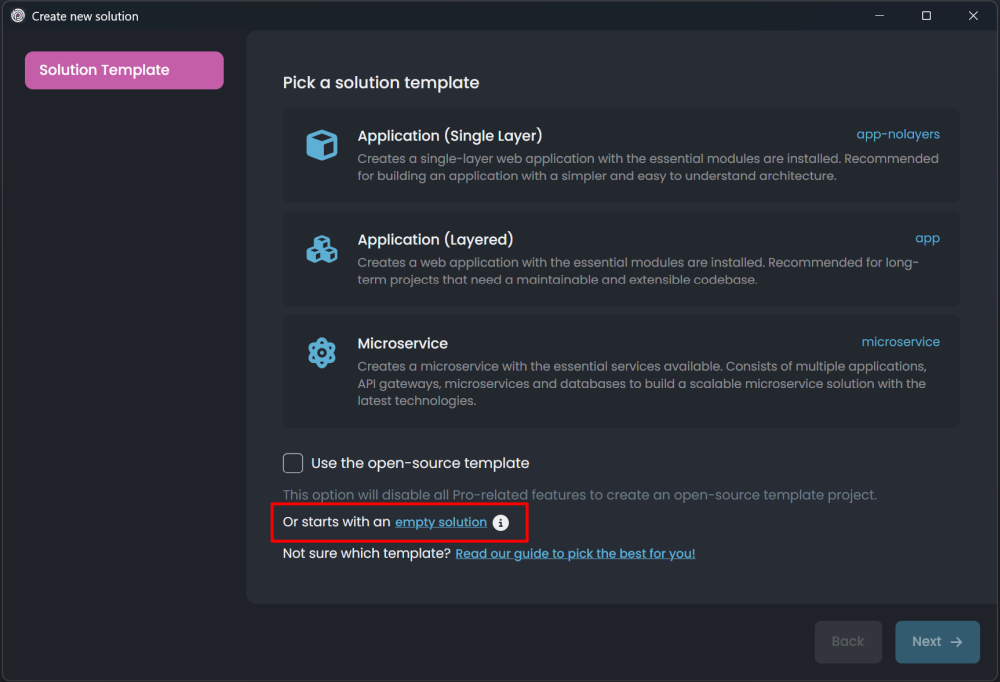 Create new solution
Solution Template
Pick a solution template
Application (Single Layer)
app-nolayers
Creates a single-layer web application with the essential modules are installed. Recommended
for building an application with a simpler and easy to understand architecture.
Application (Layered)
app
Creates a web application with the essential modules are installed. Recommended for long-
term projects that need a maintainable and extensible codebase.
Microservice
microservice
Creates a microservice with the essential services available. Consists of multiple applications,
API gateways, microservices and databases to build a scalable microservice solution with the
latest technologies.
Use the open-source template
This option will disable all Pro-related features to create an open-source template project.
Or starts with an empty solution
Not sure which template? Read our guide to pick the best for you!
Back
Next